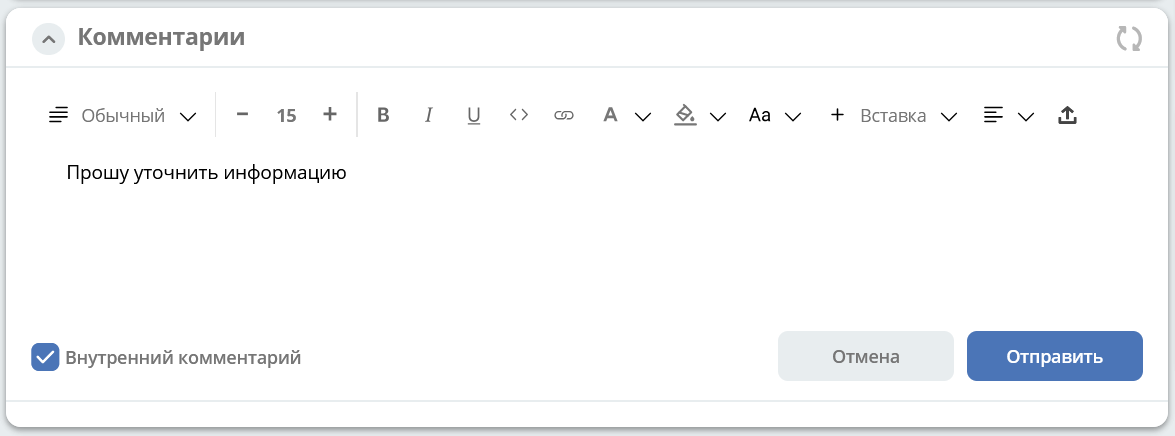 Комментарии
Обычный − 15 + B I U <> A Aa + Вставка
Прошу уточнить информацию
Внутренний комментарий
Отмена
Отправить